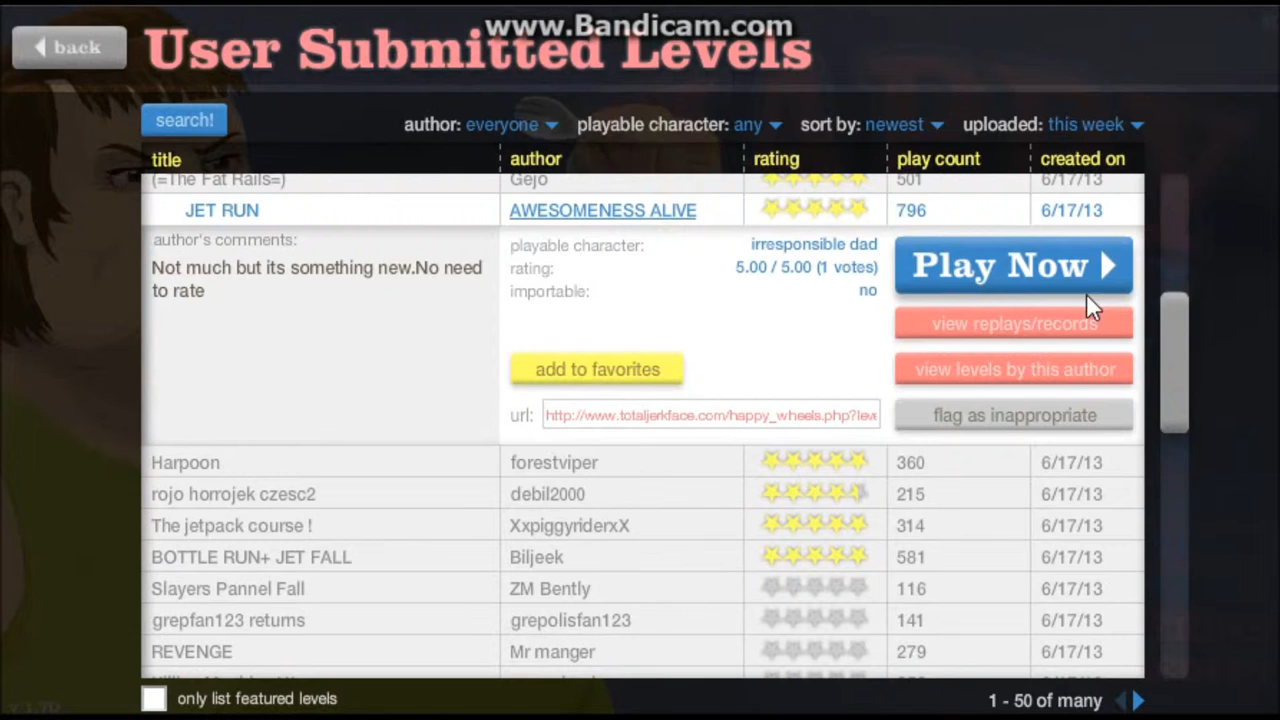 www.Bandicam.com
back
User Submitted Levels
search!
author: everyone playable character: any sort by: newest uploaded: this week
title author rating play count created on
(=The Fat Rails=) Gejo 501 6/17/13
JET RUN AWESOMENESS ALIVE 796 6/17/13
author's comments:
Not much but its something new.No need
to rate
playable character: irresponsible dad
rating: 5.00 / 5.00 (1 votes)
importable: no
add to favorites
url: http://www.totaljerkface.com/happy_wheels.php?lev
Play Now
view replays/records
view levels by this author
flag as inappropriate
Harpoon forestviper 360 6/17/13
rojo horrojek czesc2 debil2000 215 6/17/13
The jetpack course ! XxpiggyriderxX 314 6/17/13
BOTTLE RUN+ JET FALL Biljeek 581 6/17/13
Slayers Pannel Fall ZM Bently 116 6/17/13
grepfan123 returns grepolisfan123 141 6/17/13
REVENGE Mr manger 279 6/17/13
only list featured levels
1 - 50 of many